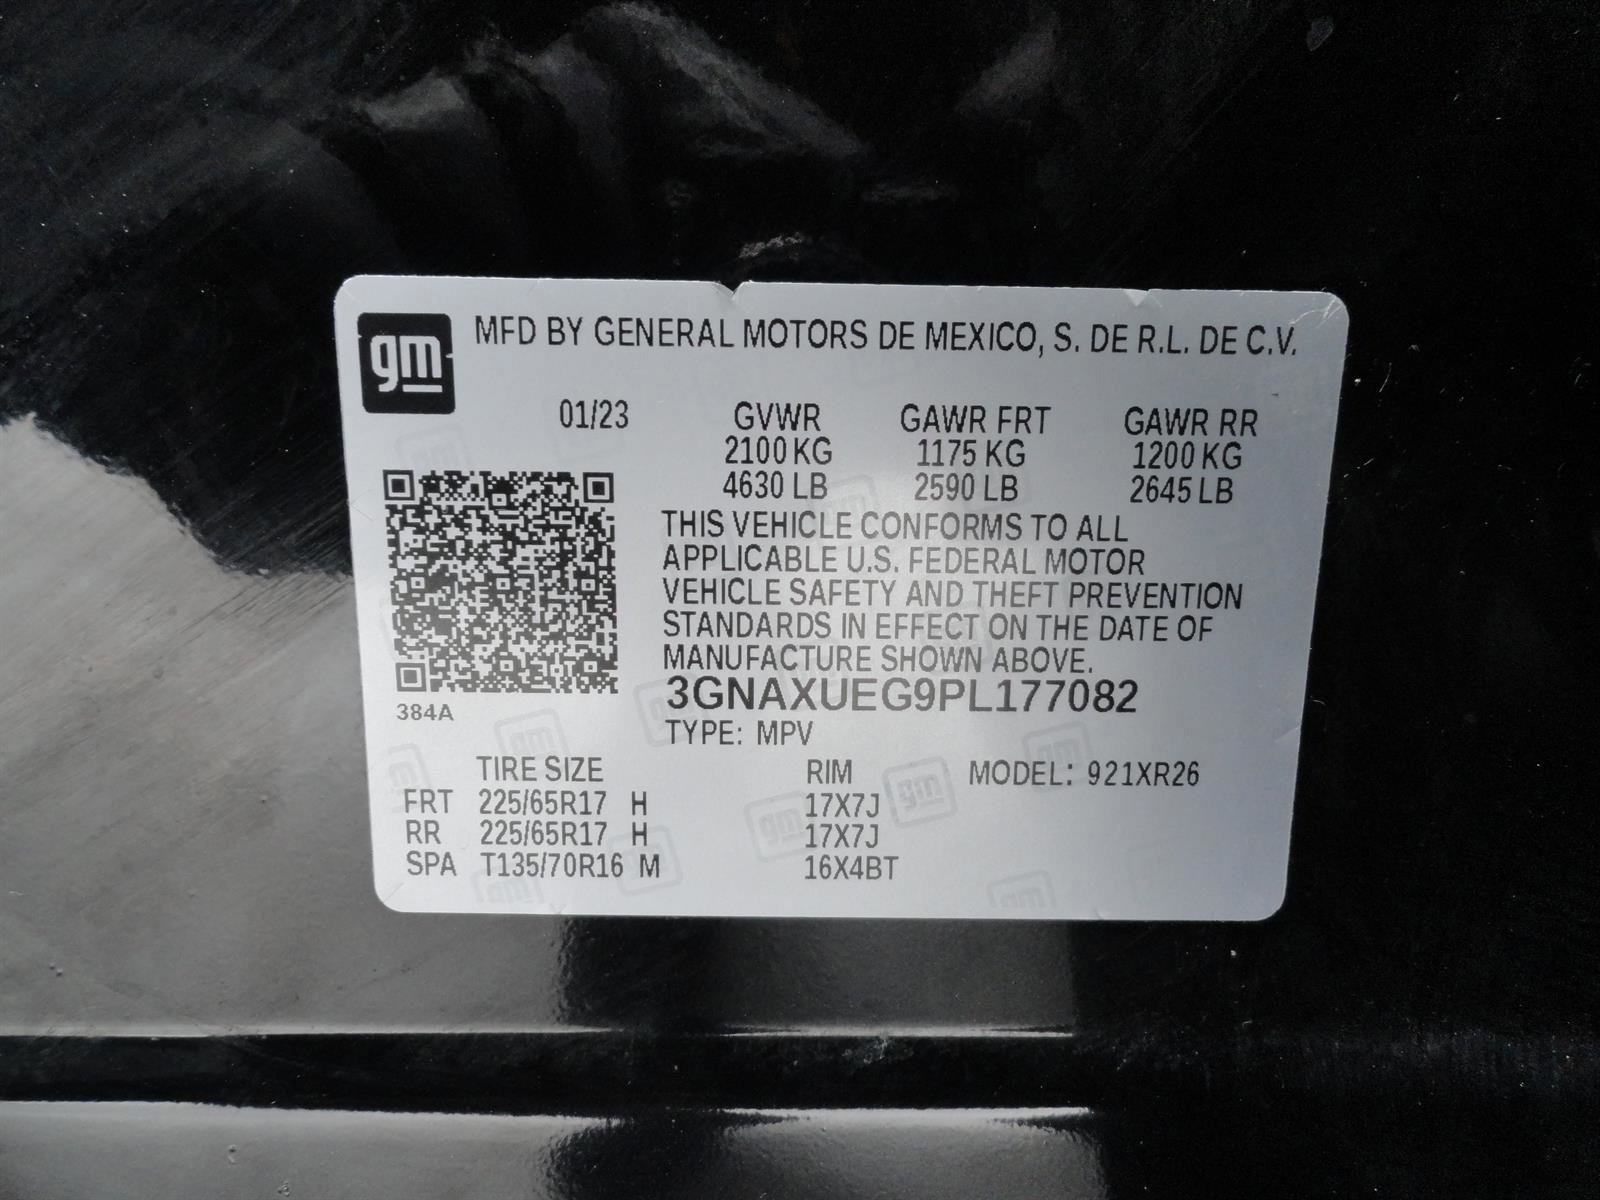 gm
MFD BY GENERAL MOTORS DE MEXICO, S. DE R.L. DE C.V.
01/23 GVWR GAWR FRT GAWR RR
2100 KG 1175 KG 1200 KG
4630 LB 2590 LB 2645 LB
THIS VEHICLE CONFORMS TO ALL
APPLICABLE U.S. FEDERAL MOTOR
VEHICLE SAFETY AND THEFT PREVENTION
STANDARDS IN EFFECT ON THE DATE OF
MANUFACTURE SHOWN ABOVE.
3GNAXUEG9PL177082
384A
TYPE: MPV
TIRE SIZE RIM MODEL: 921XR26
FRT 225/65R17 H 17X7J
RR 225/65R17 H 17X7J
SPA T135/70R16 M 16X4BT